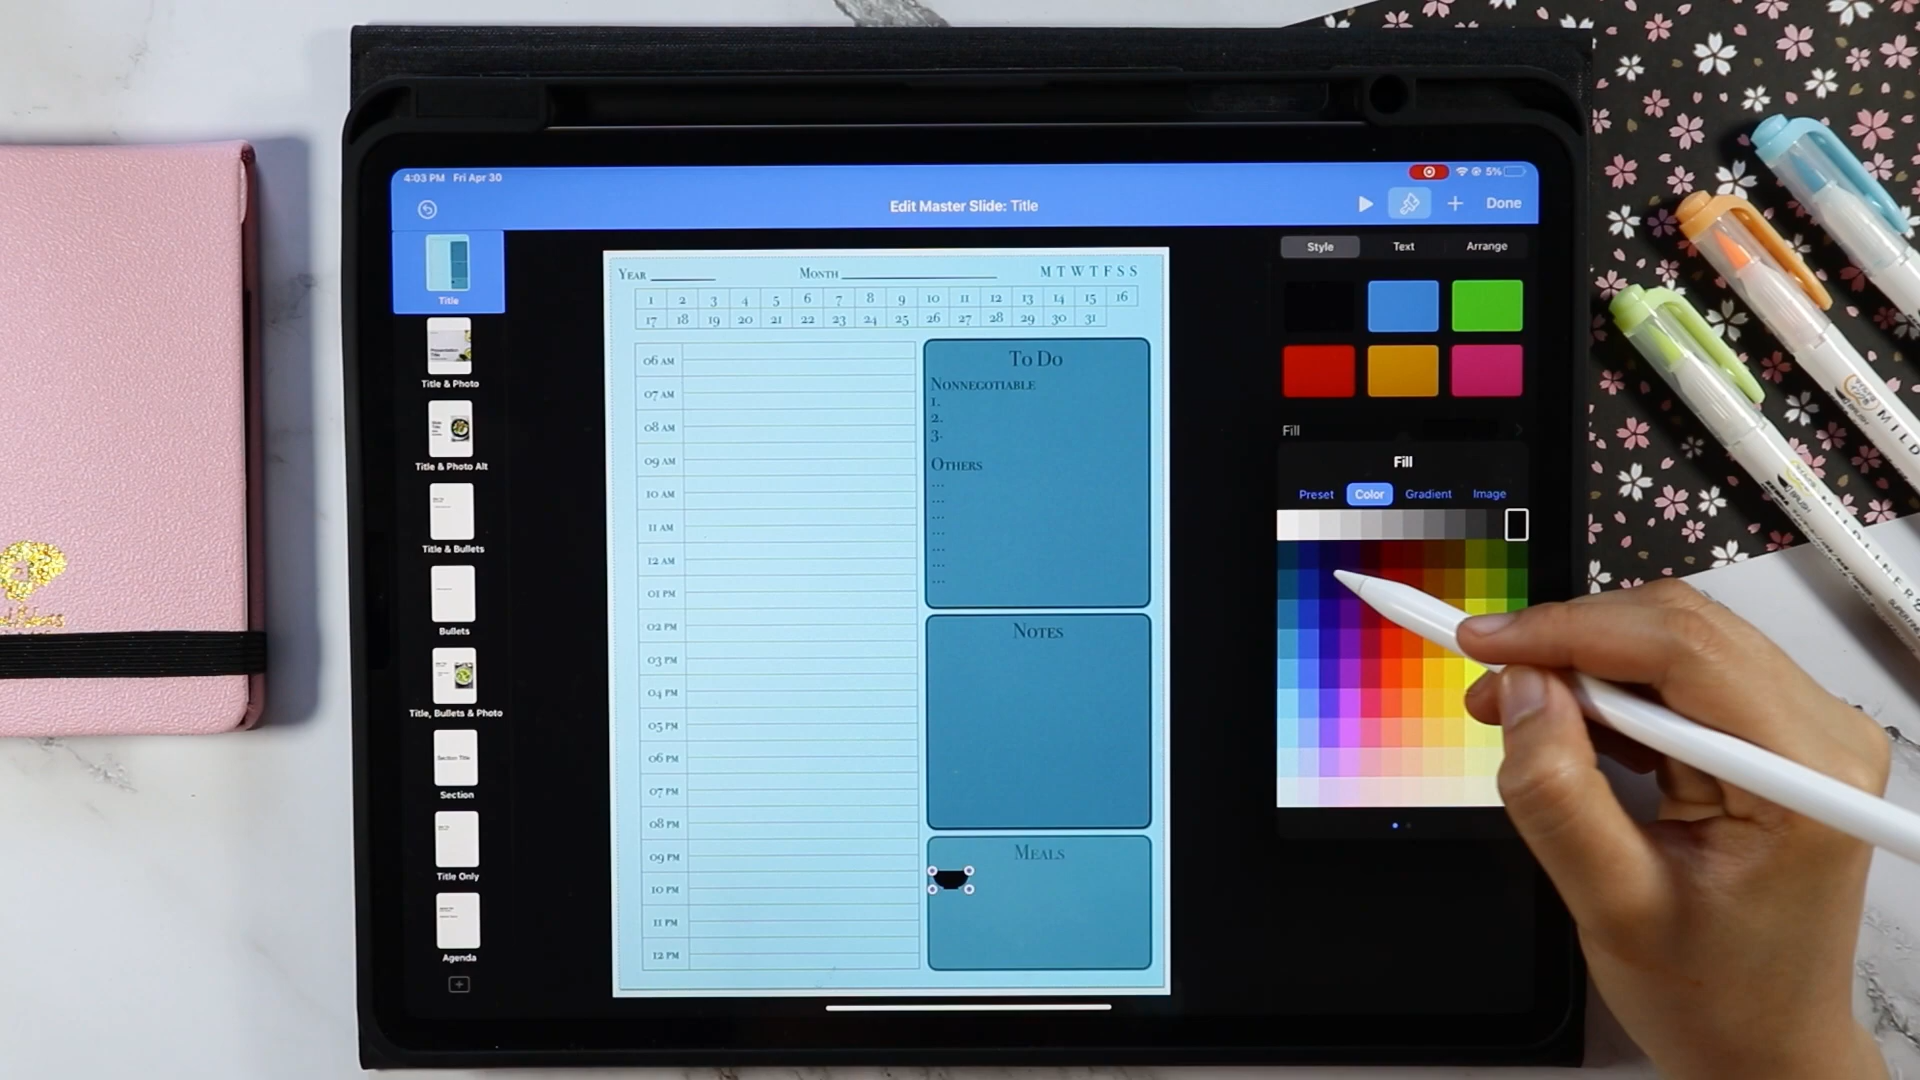 4:03 PM Fri Apr 30
5%
Edit Master Slide: Title
Done
Title
Title & Photo
Title & Photo Alt
Title & Bullets
Bullets
Title, Bullets & Photo
Section Title
Section
Title Only
Agenda
Year
Month
M T W T F S S
1 2 3 4 5 6 7 8 9 10 11 12 13 14 15 16
17 18 19 20 21 22 23 24 25 26 27 28 29 30 31
06 AM
07 AM
08 AM
09 AM
10 AM
11 AM
12 AM
01 PM
02 PM
03 PM
04 PM
05 PM
06 PM
07 PM
08 PM
09 PM
10 PM
11 PM
12 PM
To Do
Nonnegotiable
1.
2.
3.
Others
...
...
...
...
...
...
...
Notes
Meals
Style
Text
Arrange
Fill
Fill
Preset
Color
Gradient
Image
MILD
MILDLINER